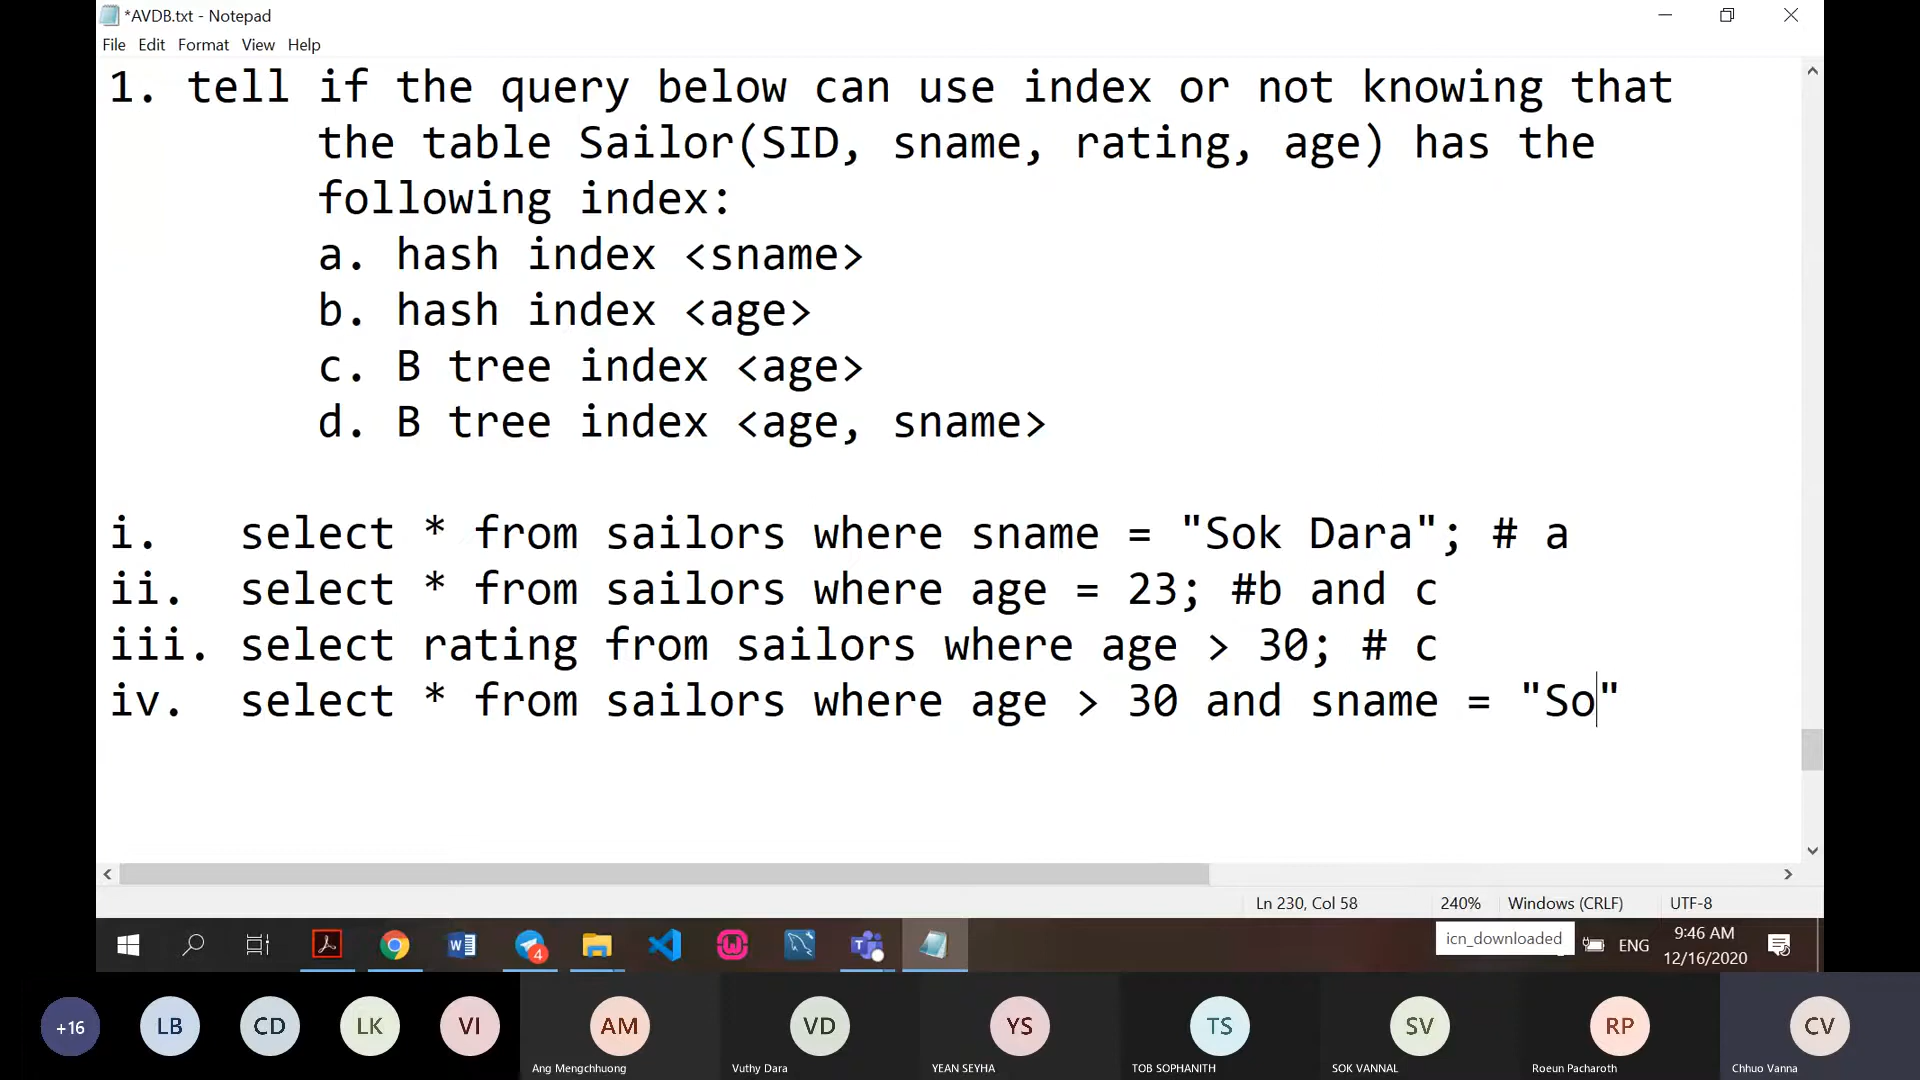 *AVDB.txt - Notepad
File Edit Format View Help
1. tell if the query below can use index or not knowing that
the table Sailor(SID, sname, rating, age) has the
following index:
a. hash index <sname>
b. hash index <age>
c. B tree index <age>
d. B tree index <age, sname>
i. select * from sailors where sname = "Sok Dara"; # a
ii. select * from sailors where age = 23; #b and c
iii. select rating from sailors where age > 30; # c
iv. select * from sailors where age > 30 and sname = "So"
Ln 230, Col 58 240% Windows (CRLF) UTF-8
icn_downloaded
ENG
9:46 AM
12/16/2020
4
+16 LB CD LK VI AM VD YS TS SV RP CV
Ang Mengchhuong Vuthy Dara YEAN SEYHA TOB SOPHANITH SOK VANNAL Roeun Pacharoth Chhuo Vanna